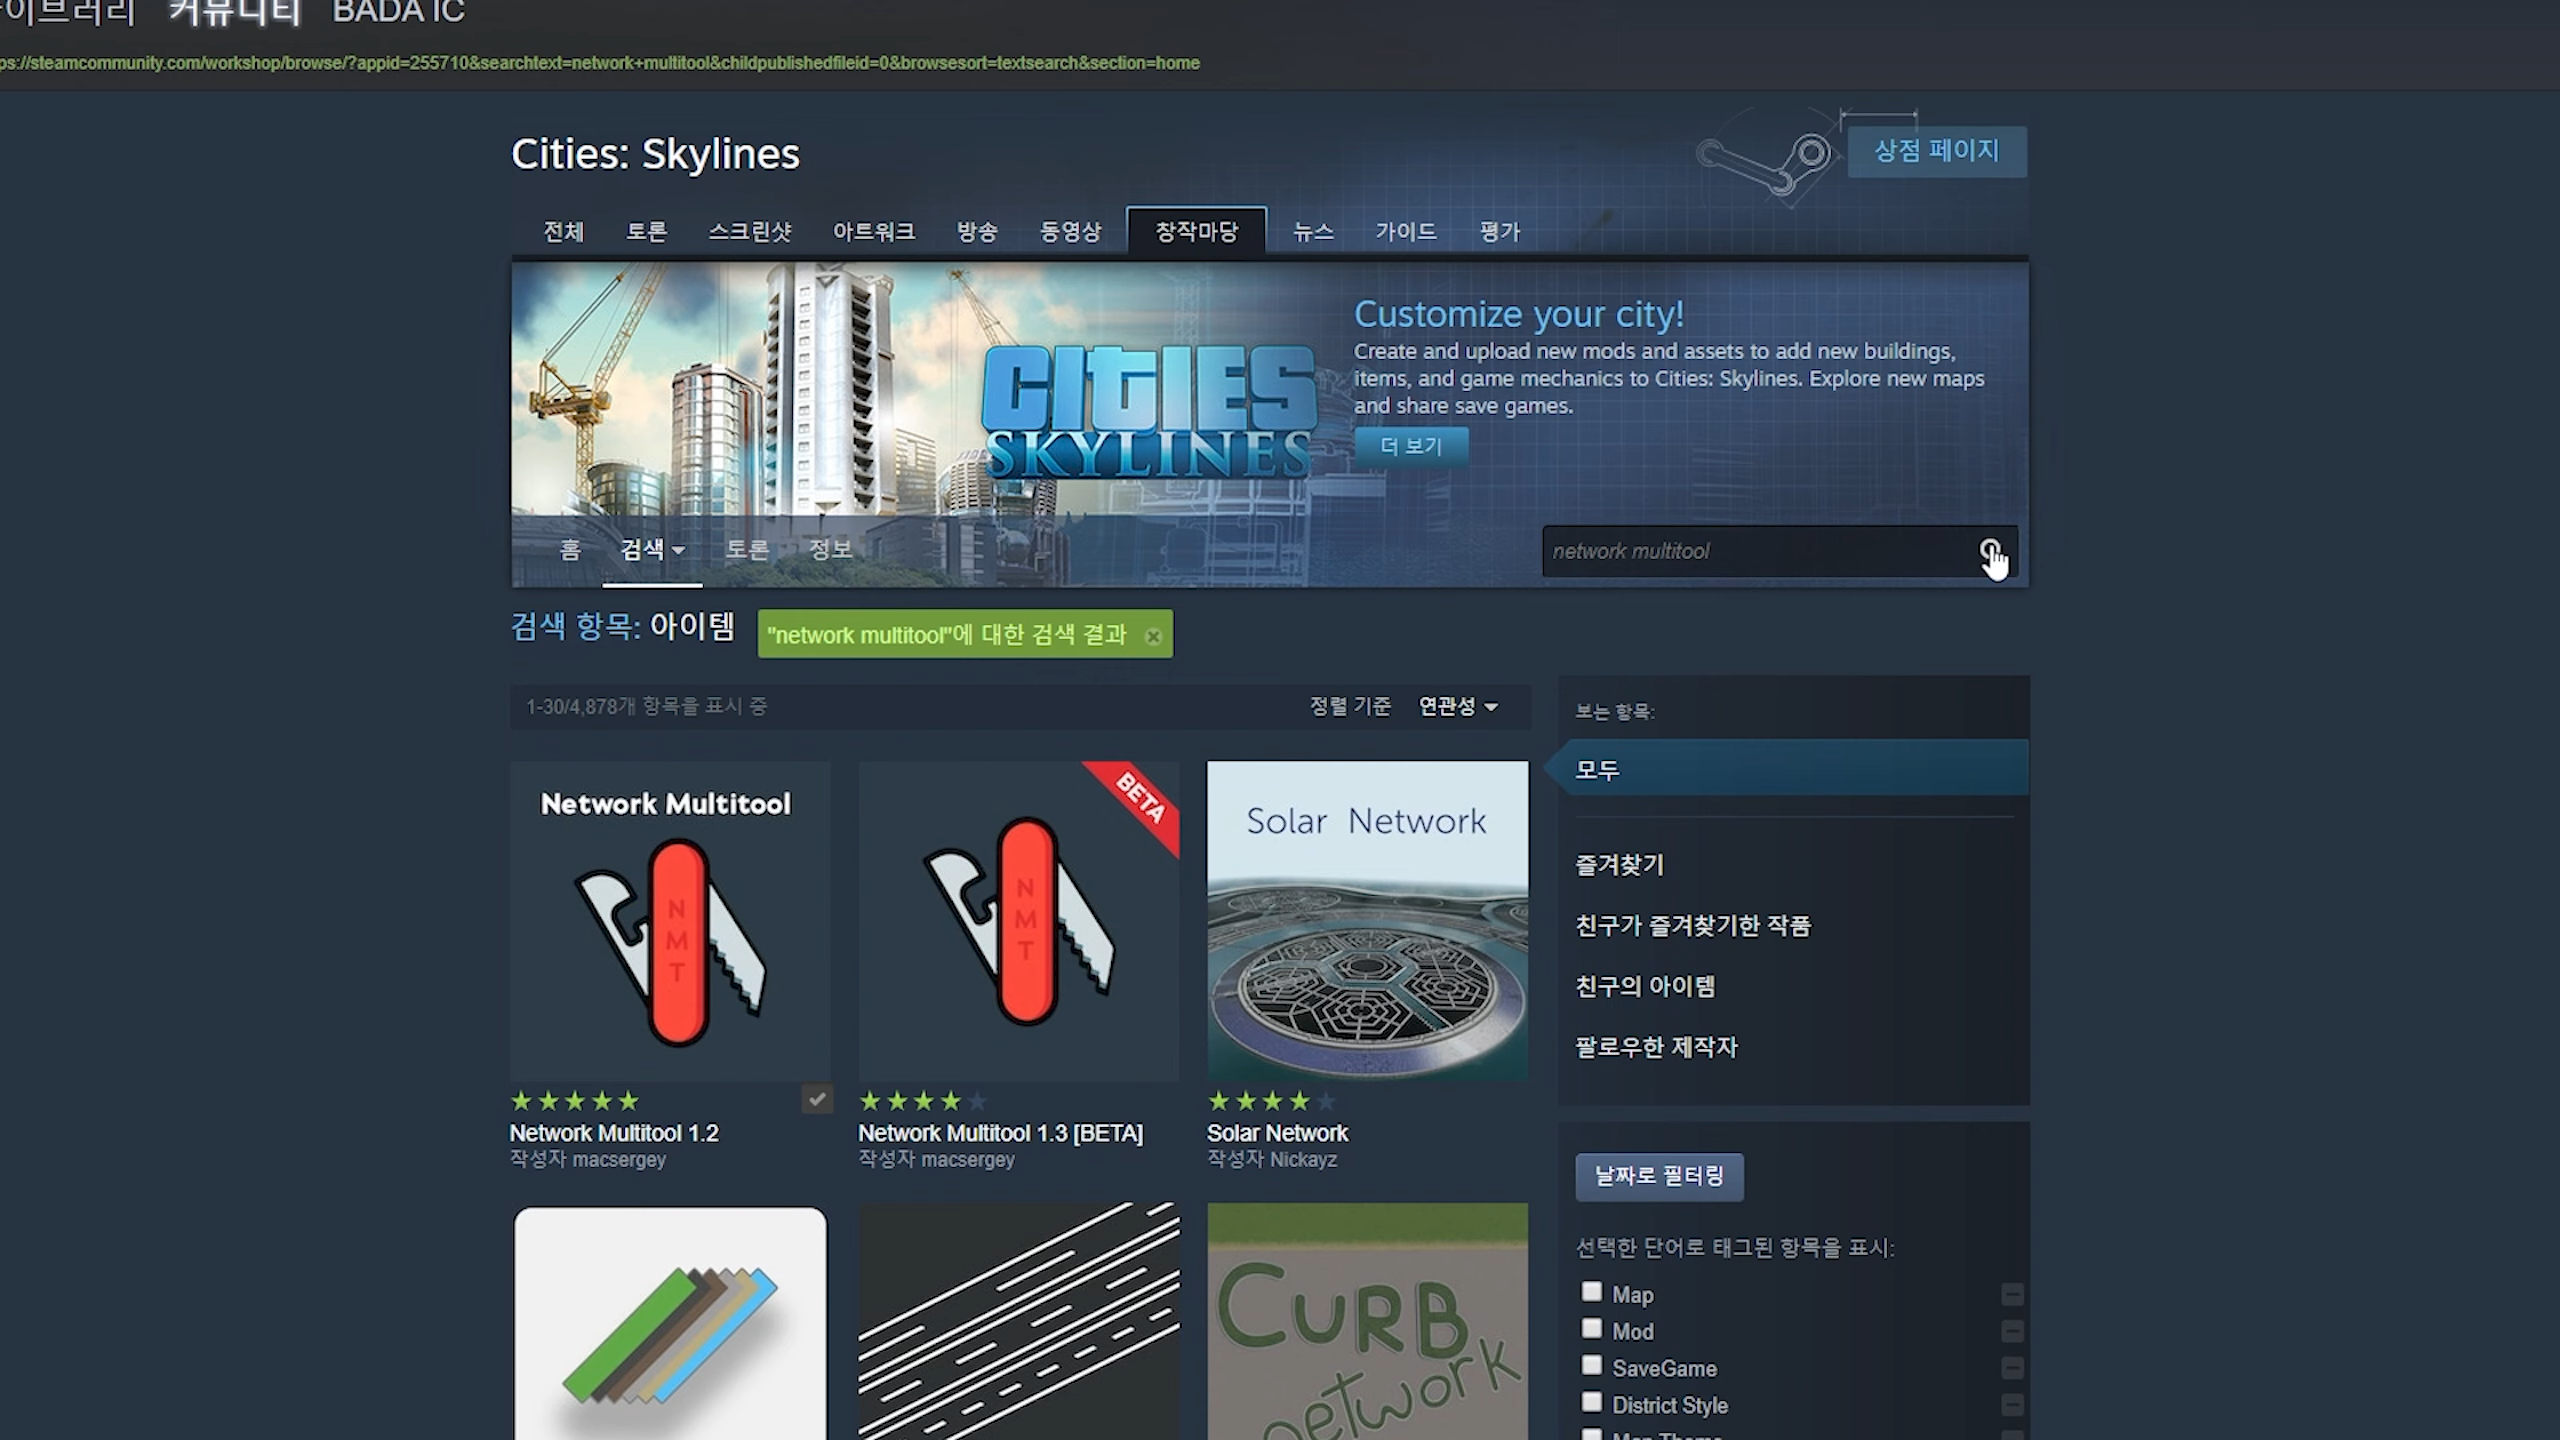 커뮤니티 BADA IC
ps://steamcommunity.com/workshop/browse/?appid=255710&searchtext=network+multitool&childpublishedfileid=0&browsesort=textsearch&section=home
Cities: Skylines
상점 페이지
전체 토론 스크린샷 아트워크 방송 동영상 창작마당 뉴스 가이드 평가
Customize your city!
Create and upload new mods and assets to add new buildings,
items, and game mechanics to Cities: Skylines. Explore new maps
and share save games.
CITIES
SKYLINES
더 보기
홈 검색 토론 정보
network multitool
검색 항목: 아이템
"network multitool"에 대한 검색 결과
1-30/4,878개 항목을 표시 중
정렬 기준 연관성
Network Multitool
NMT
Network Multitool 1.2
작성자 macsergey
BETA
NMT
Network Multitool 1.3 [BETA]
작성자 macsergey
Solar Network
Solar Network
작성자 Nickayz
CURB
network
보는 항목:
모두
즐겨찾기
친구가 즐겨찾기한 작품
친구의 아이템
팔로우한 제작자
날짜로 필터링
선택한 단어로 태그된 항목을 표시:
Map
Mod
SaveGame
District Style